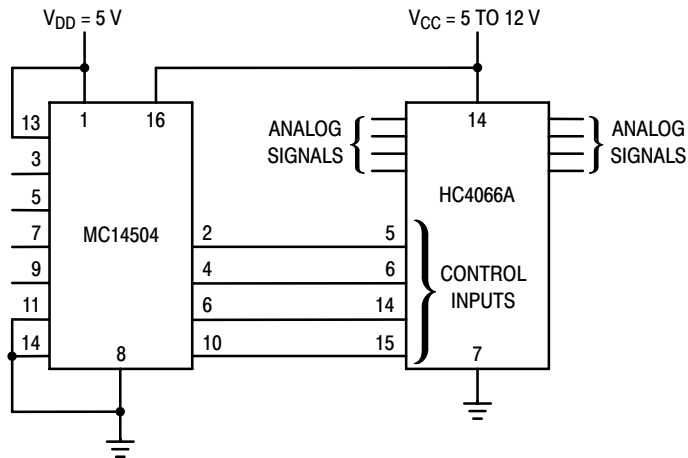 V_DD = 5 V
V_CC = 5 TO 12 V
13
1
16
3
5
7
9
11
14
MC14504
8
2
4
6
10
ANALOG
SIGNALS
14
ANALOG
SIGNALS
HC4066A
5
6
14
15
CONTROL
INPUTS
7